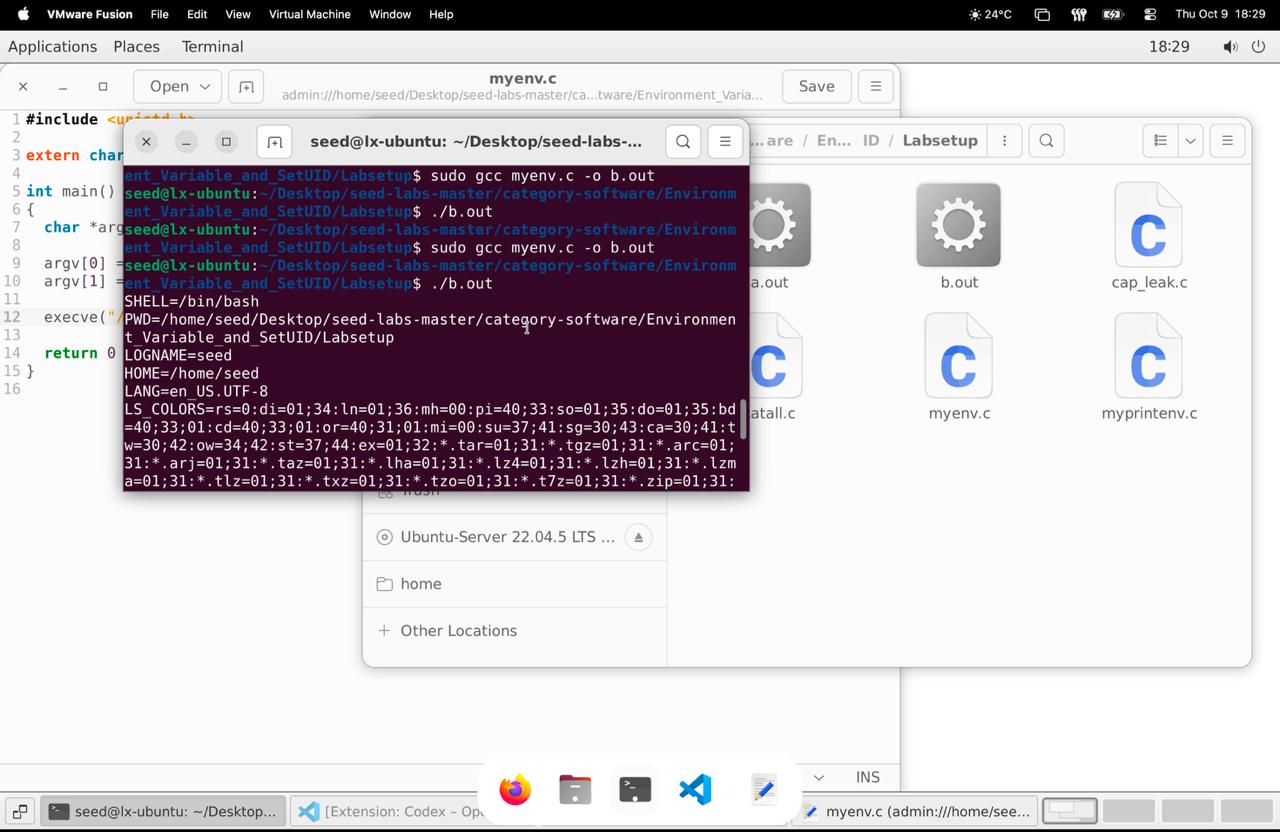 VMware Fusion File Edit View Virtual Machine Window Help 24°C Thu Oct 9 18:29
Applications Places Terminal 18:29
Open myenv.c Save
admin:///home/seed/Desktop/seed-labs-master/ca...tware/Environment_Varia...
1 #include <unistd.h>
2
3 extern char
4
5 int main()
6 {
7 char *arg
8
9 argv[0] =
10 argv[1] =
11
12 execve("/
13
14 return 0
15 }
16
seed@lx-ubuntu: ~/Desktop/seed-labs-...
ent_Variable_and_SetUID/Labsetup$ sudo gcc myenv.c -o b.out
seed@lx-ubuntu:~/Desktop/seed-labs-master/category-software/Environm
ent_Variable_and_SetUID/Labsetup$ ./b.out
seed@lx-ubuntu:~/Desktop/seed-labs-master/category-software/Environm
ent_Variable_and_SetUID/Labsetup$ sudo gcc myenv.c -o b.out
seed@lx-ubuntu:~/Desktop/seed-labs-master/category-software/Environm
ent_Variable_and_SetUID/Labsetup$ ./b.out
SHELL=/bin/bash
PWD=/home/seed/Desktop/seed-labs-master/category-software/Environmen
t_Variable_and_SetUID/Labsetup
LOGNAME=seed
HOME=/home/seed
LANG=en_US.UTF-8
LS_COLORS=rs=0:di=01;34:ln=01;36:mh=00:pi=40;33:so=01;35:do=01;35:bd
=40;33;01:cd=40;33;01:or=40;31;01:mi=00:su=37;41:sg=30;43:ca=30;41:t
w=30;42:ow=34;42:st=37;44:ex=01;32:*.tar=01;31:*.tgz=01;31:*.arc=01;
31:*.arj=01;31:*.taz=01;31:*.lha=01;31:*.lz4=01;31:*.lzh=01;31:*.lzm
a=01;31:*.tlz=01;31:*.txz=01;31:*.tzo=01;31:*.t7z=01;31:*.zip=01;31:
...are / En... ID / Labsetup
a.out b.out cap_leak.c
atall.c myenv.c myprintenv.c
Trash
Ubuntu-Server 22.04.5 LTS ...
home
+ Other Locations
INS
seed@lx-ubuntu: ~/Desktop...
[Extension: Codex – Ope
myenv.c (admin:///home/see...